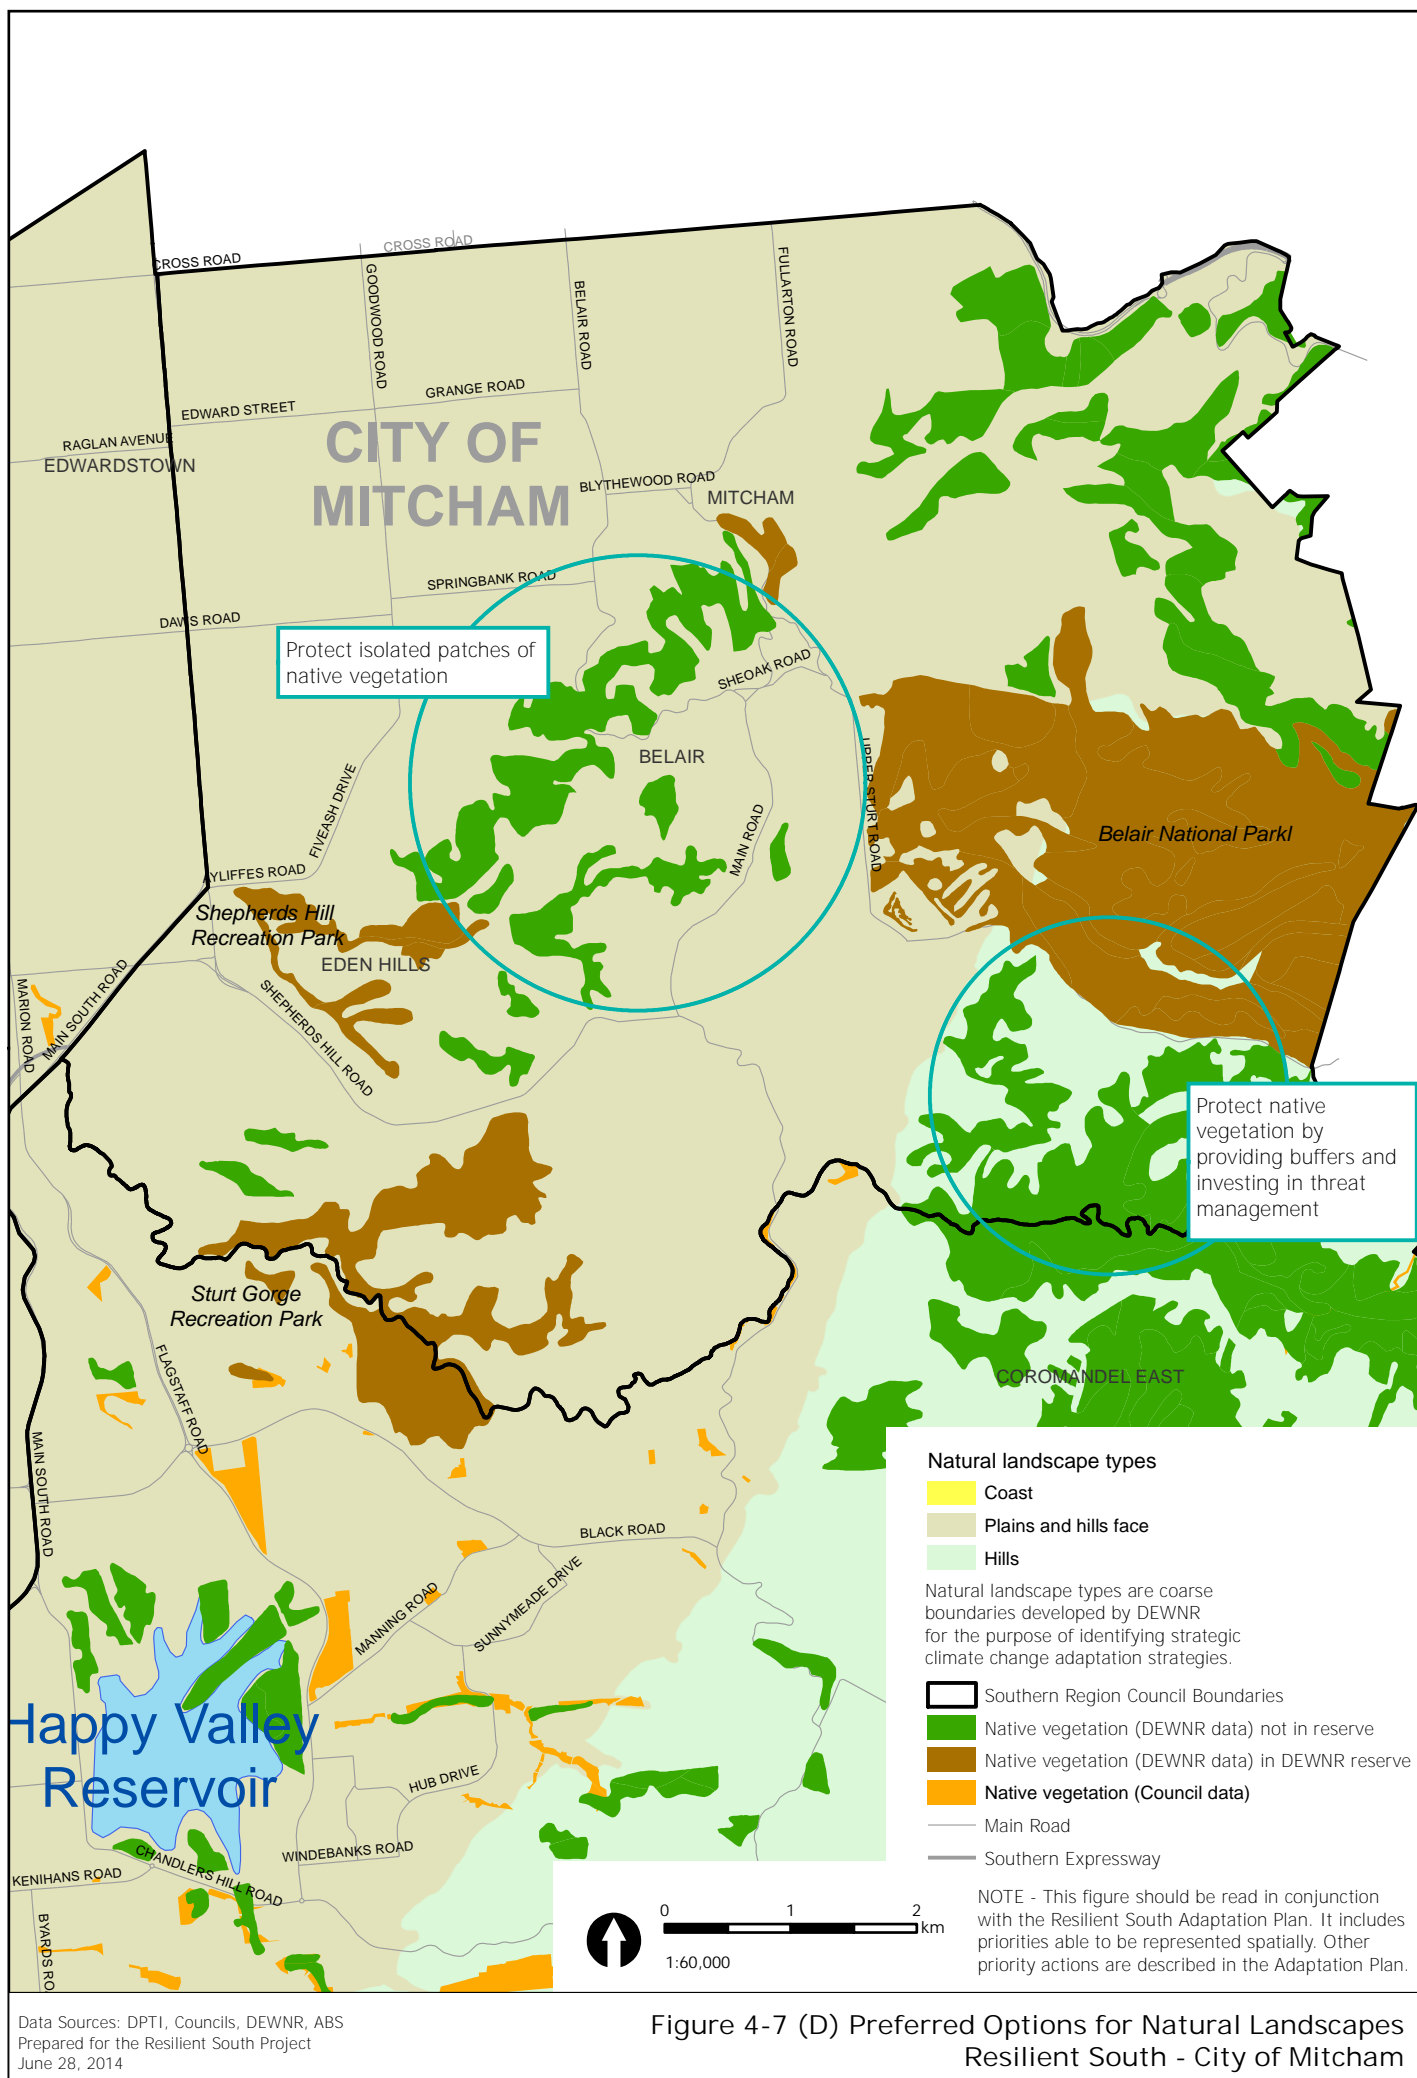 CROSS ROAD
CROSS ROAD
GOODWOOD ROAD
BELAIR ROAD
FULLARTON ROAD
GRANGE ROAD
EDWARD STREET
RAGLAN AVENUE
EDWARDSTOWN
CITY OF
MITCHAM
BLYTHEWOOD ROAD
MITCHAM
SPRINGBANK ROAD
DAWS ROAD
Protect isolated patches of
native vegetation
SHEOAK ROAD
BELAIR
UPPER STURT ROAD
FIVEASH DRIVE
MAIN ROAD
Belair National Parkl
AYLIFFES ROAD
Shepherds Hill
Recreation Park
EDEN HILLS
MARION ROAD
MAIN SOUTH ROAD
SHEPHERDS HILL ROAD
Protect native
vegetation by
providing buffers and
investing in threat
management
Sturt Gorge
Recreation Park
FLAGSTAFF ROAD
COROMANDEL EAST
MAIN SOUTH ROAD
BLACK ROAD
MANNING ROAD
SUNNYMEADE DRIVE
Happy Valley
Reservoir
HUB DRIVE
WINDEBANKS ROAD
CHANDLERS HILL ROAD
KENIHANS ROAD
BYARDS RO
Natural landscape types
Coast
Plains and hills face
Hills
Natural landscape types are coarse
boundaries developed by DEWNR
for the purpose of identifying strategic
climate change adaptation strategies.
Southern Region Council Boundaries
Native vegetation (DEWNR data) not in reserve
Native vegetation (DEWNR data) in DEWNR reserve
Native vegetation (Council data)
Main Road
Southern Expressway
NOTE - This figure should be read in conjunction
with the Resilient South Adaptation Plan. It includes
priorities able to be represented spatially. Other
priority actions are described in the Adaptation Plan.
0 1 2
km
1:60,000
Data Sources: DPTI, Councils, DEWNR, ABS
Prepared for the Resilient South Project
June 28, 2014
Figure 4-7 (D) Preferred Options for Natural Landscapes
Resilient South - City of Mitcham